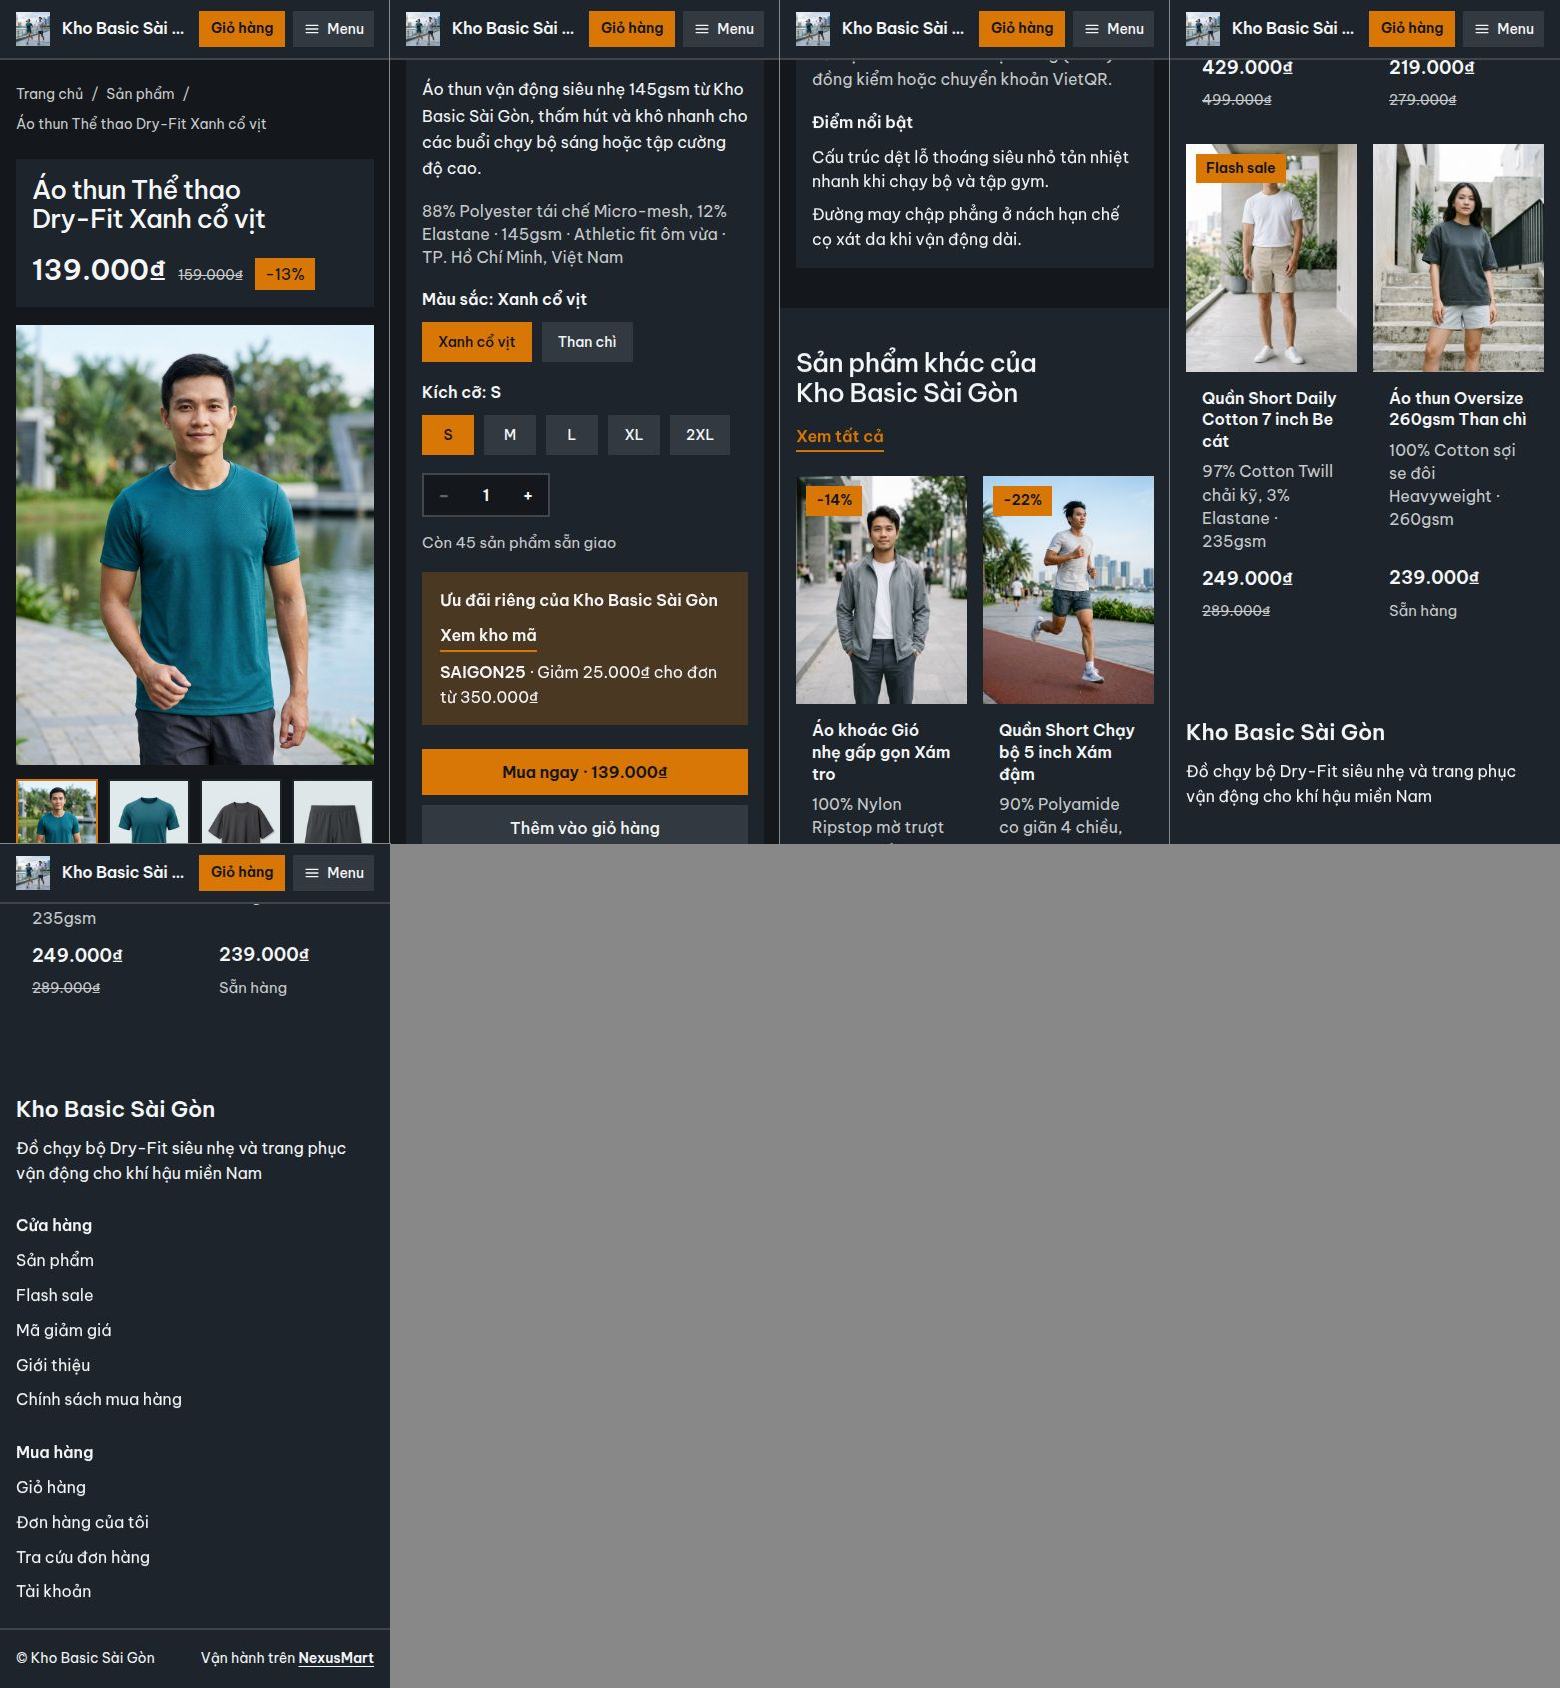 Kho Basic Sài ...
Giỏ hàng
Menu
Trang chủ / Sản phẩm /
Áo thun Thể thao Dry-Fit Xanh cổ vịt
Áo thun Thể thao
Dry-Fit Xanh cổ vịt
139.000₫ 159.000₫ -13%
Kho Basic Sài ...
Giỏ hàng
Menu
Áo thun vận động siêu nhẹ 145gsm từ Kho
Basic Sài Gòn, thấm hút và khô nhanh cho
các buổi chạy bộ sáng hoặc tập cường
độ cao.
88% Polyester tái chế Micro-mesh, 12%
Elastane · 145gsm · Athletic fit ôm vừa ·
TP. Hồ Chí Minh, Việt Nam
Màu sắc: Xanh cổ vịt
Xanh cổ vịt
Than chì
Kích cỡ: S
S
M
L
XL
2XL
− 1 +
Còn 45 sản phẩm sẵn giao
Ưu đãi riêng của Kho Basic Sài Gòn
Xem kho mã
SAIGON25 · Giảm 25.000₫ cho đơn
từ 350.000₫
Mua ngay · 139.000₫
Thêm vào giỏ hàng
Kho Basic Sài ...
Giỏ hàng
Menu
đồng kiểm hoặc chuyển khoản VietQR.
Điểm nổi bật
Cấu trúc dệt lỗ thoáng siêu nhỏ tản nhiệt
nhanh khi chạy bộ và tập gym.
Đường may chập phẳng ở nách hạn chế
cọ xát da khi vận động dài.
Sản phẩm khác của
Kho Basic Sài Gòn
Xem tất cả
-14%
Áo khoác Gió
nhẹ gấp gọn Xám
tro
100% Nylon
Ripstop mờ trượt
-22%
Quần Short Chạy
bộ 5 inch Xám
đậm
90% Polyamide
co giãn 4 chiều,
Kho Basic Sài ...
Giỏ hàng
Menu
429.000₫
499.000₫
219.000₫
279.000₫
Flash sale
Quần Short Daily
Cotton 7 inch Be
cát
97% Cotton Twill
chải kỹ, 3%
Elastane ·
235gsm
249.000₫
289.000₫
Áo thun Oversize
260gsm Than chì
100% Cotton sợi
se đôi
Heavyweight ·
260gsm
239.000₫
Sẵn hàng
Kho Basic Sài Gòn
Đồ chạy bộ Dry-Fit siêu nhẹ và trang phục
vận động cho khí hậu miền Nam
Kho Basic Sài ...
Giỏ hàng
Menu
235gsm
249.000₫
289.000₫
239.000₫
Sẵn hàng
Kho Basic Sài Gòn
Đồ chạy bộ Dry-Fit siêu nhẹ và trang phục
vận động cho khí hậu miền Nam
Cửa hàng
Sản phẩm
Flash sale
Mã giảm giá
Giới thiệu
Chính sách mua hàng
Mua hàng
Giỏ hàng
Đơn hàng của tôi
Tra cứu đơn hàng
Tài khoản
© Kho Basic Sài Gòn
Vận hành trên NexusMart